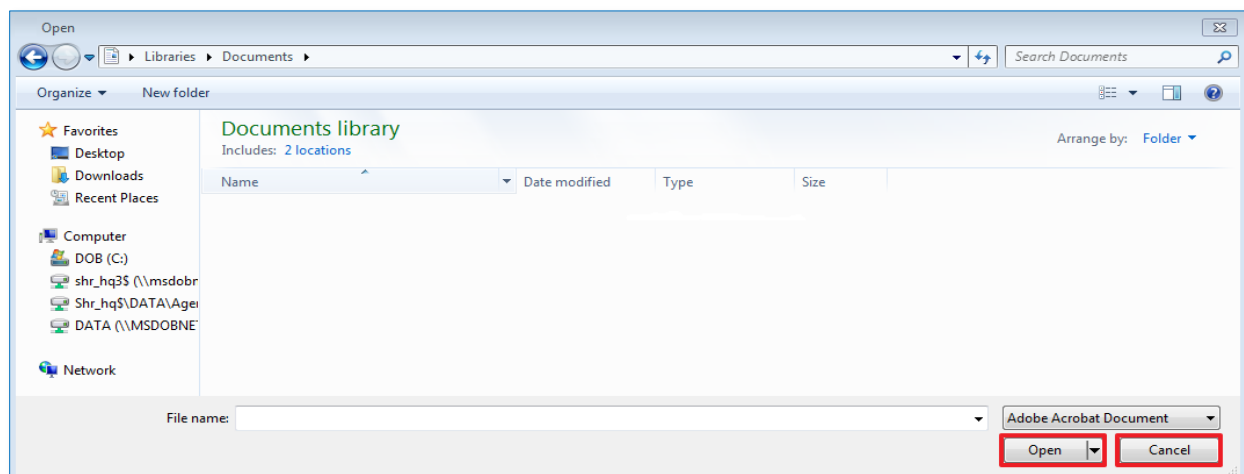 Open
Libraries Documents
Search Documents
Organize New folder
Favorites
Desktop
Downloads
Recent Places
Computer
DOB (C:)
shr_hq3$ (\\msdobr
Shr_hq$\DATA\Ager
DATA (\\MSDOBNE
Network
Documents library
Includes: 2 locations
Arrange by: Folder
Name Date modified Type Size
File name:
Adobe Acrobat Document
Open Cancel